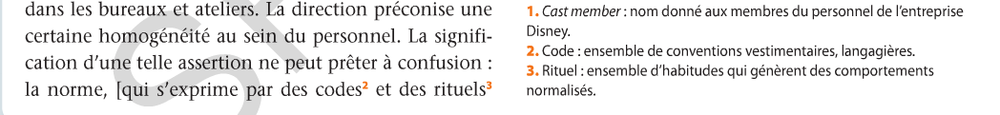 dans les bureaux et ateliers. La direction préconise une
certaine homogénéité au sein du personnel. La signifi-
cation d'une telle assertion ne peut prêter à confusion :
la norme, [qui s'exprime par des codes² et des rituels³
1. Cast member : nom donné aux membres du personnel de l'entreprise
Disney.
2. Code : ensemble de conventions vestimentaires, langagières.
3. Rituel : ensemble d'habitudes qui génèrent des comportements
normalisés.